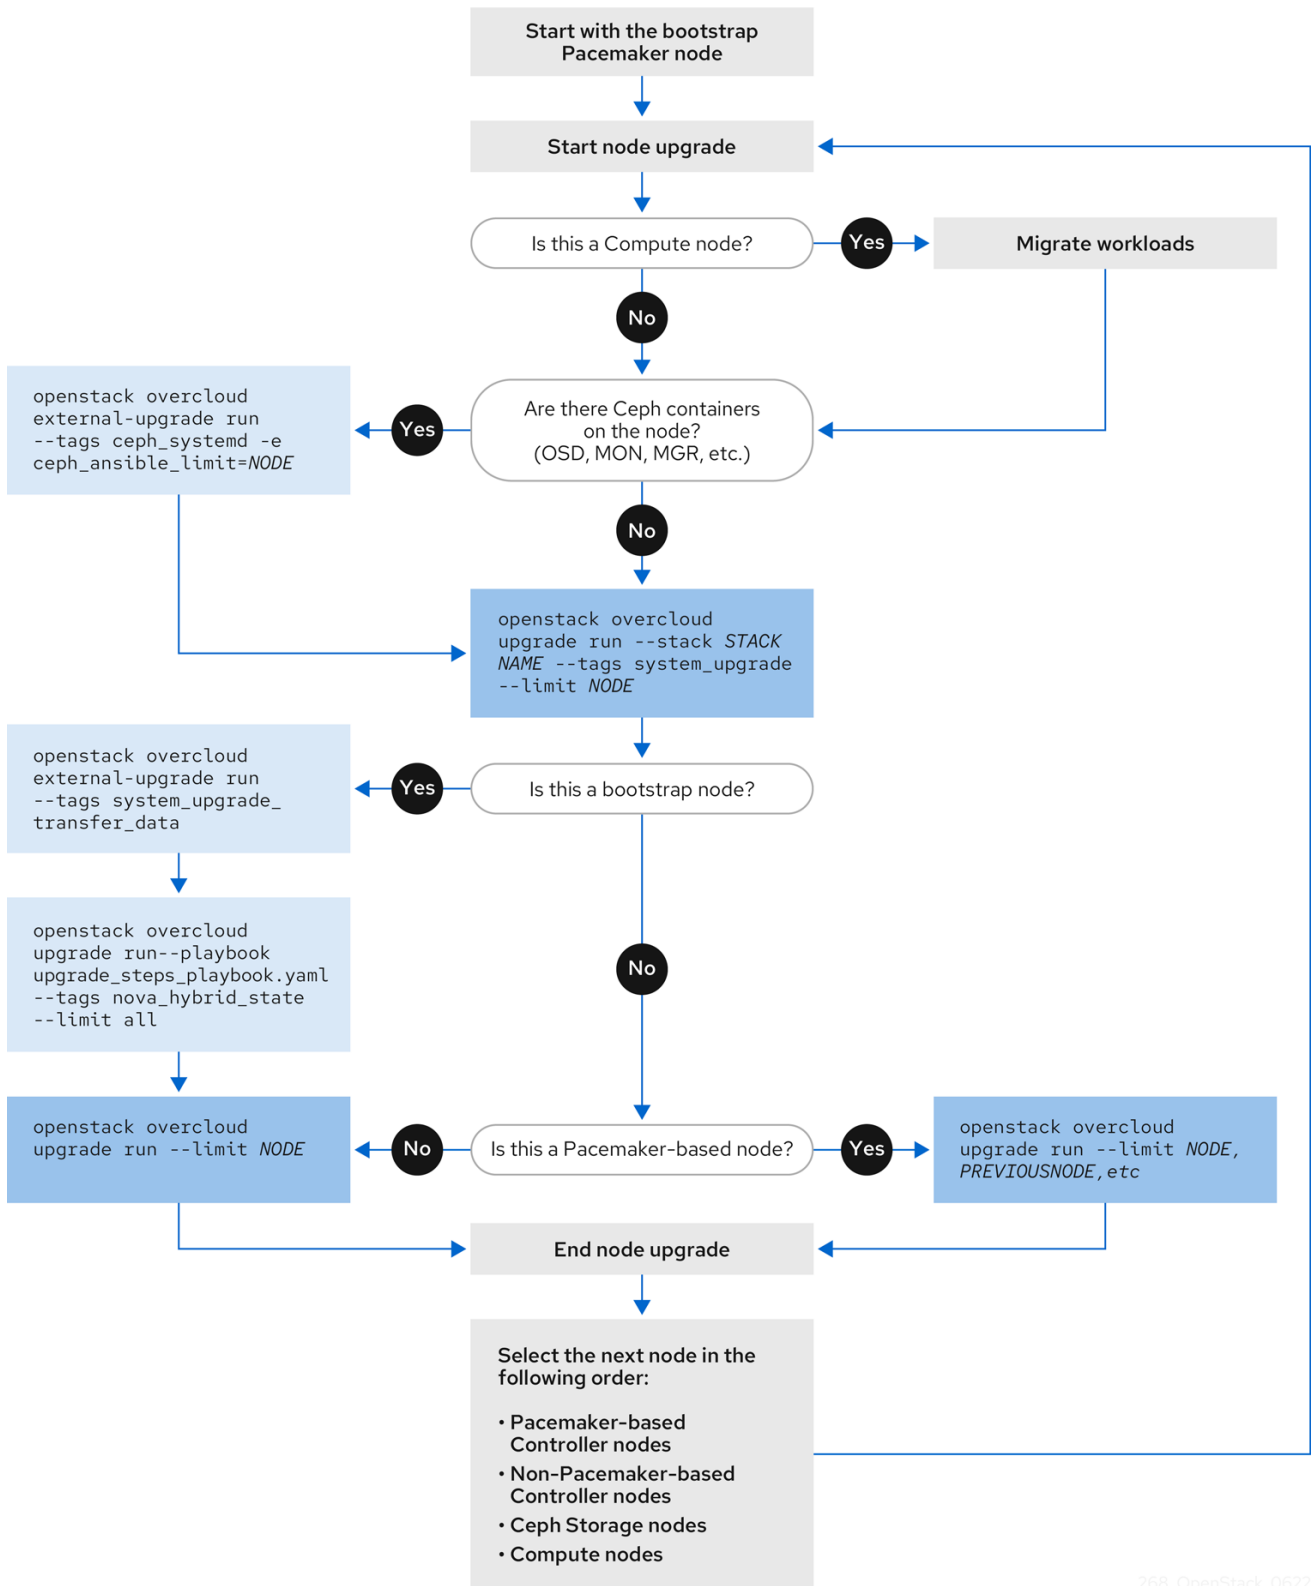 Start with the bootstrap
Pacemaker node
Start node upgrade
Is this a Compute node?
Yes
Migrate workloads
No
openstack overcloud
external-upgrade run
--tags ceph_systemd -e
ceph_ansible_limit=NODE
Yes
Are there Ceph containers
on the node?
(OSD, MON, MGR, etc.)
No
openstack overcloud
upgrade run --stack STACK
NAME --tags system_upgrade
--limit NODE
openstack overcloud
external-upgrade run
--tags system_upgrade_
transfer_data
Yes
Is this a bootstrap node?
openstack overcloud
upgrade run--playbook
upgrade_steps_playbook.yaml
--tags nova_hybrid_state
--limit all
No
openstack overcloud
upgrade run --limit NODE
No
Is this a Pacemaker-based node?
Yes
openstack overcloud
upgrade run --limit NODE,
PREVIOUSNODE,etc
End node upgrade
Select the next node in the
following order:
• Pacemaker-based
Controller nodes
• Non-Pacemaker-based
Controller nodes
• Ceph Storage nodes
• Compute nodes
268_OpenStack_0622